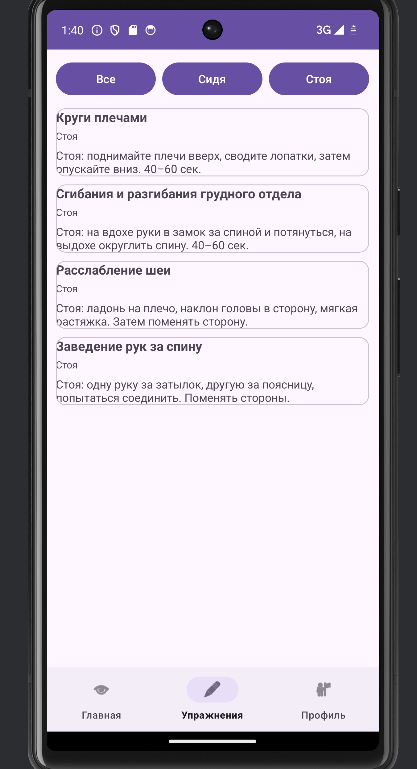 1:40
3G
Все
Сидя
Стоя
Круги плечами
Стоя
Стоя: поднимайте плечи вверх, сводите лопатки, затем
опускайте вниз. 40–60 сек.
Сгибания и разгибания грудного отдела
Стоя
Стоя: на вдохе руки в замок за спиной и потянуться, на
выдохе округлить спину. 40–60 сек.
Расслабление шеи
Стоя
Стоя: ладонь на плечо, наклон головы в сторону, мягкая
растяжка. Затем поменять сторону.
Заведение рук за спину
Стоя
Стоя: одну руку за затылок, другую за поясницу,
попытаться соединить. Поменять стороны.
Главная
Упражнения
Профиль